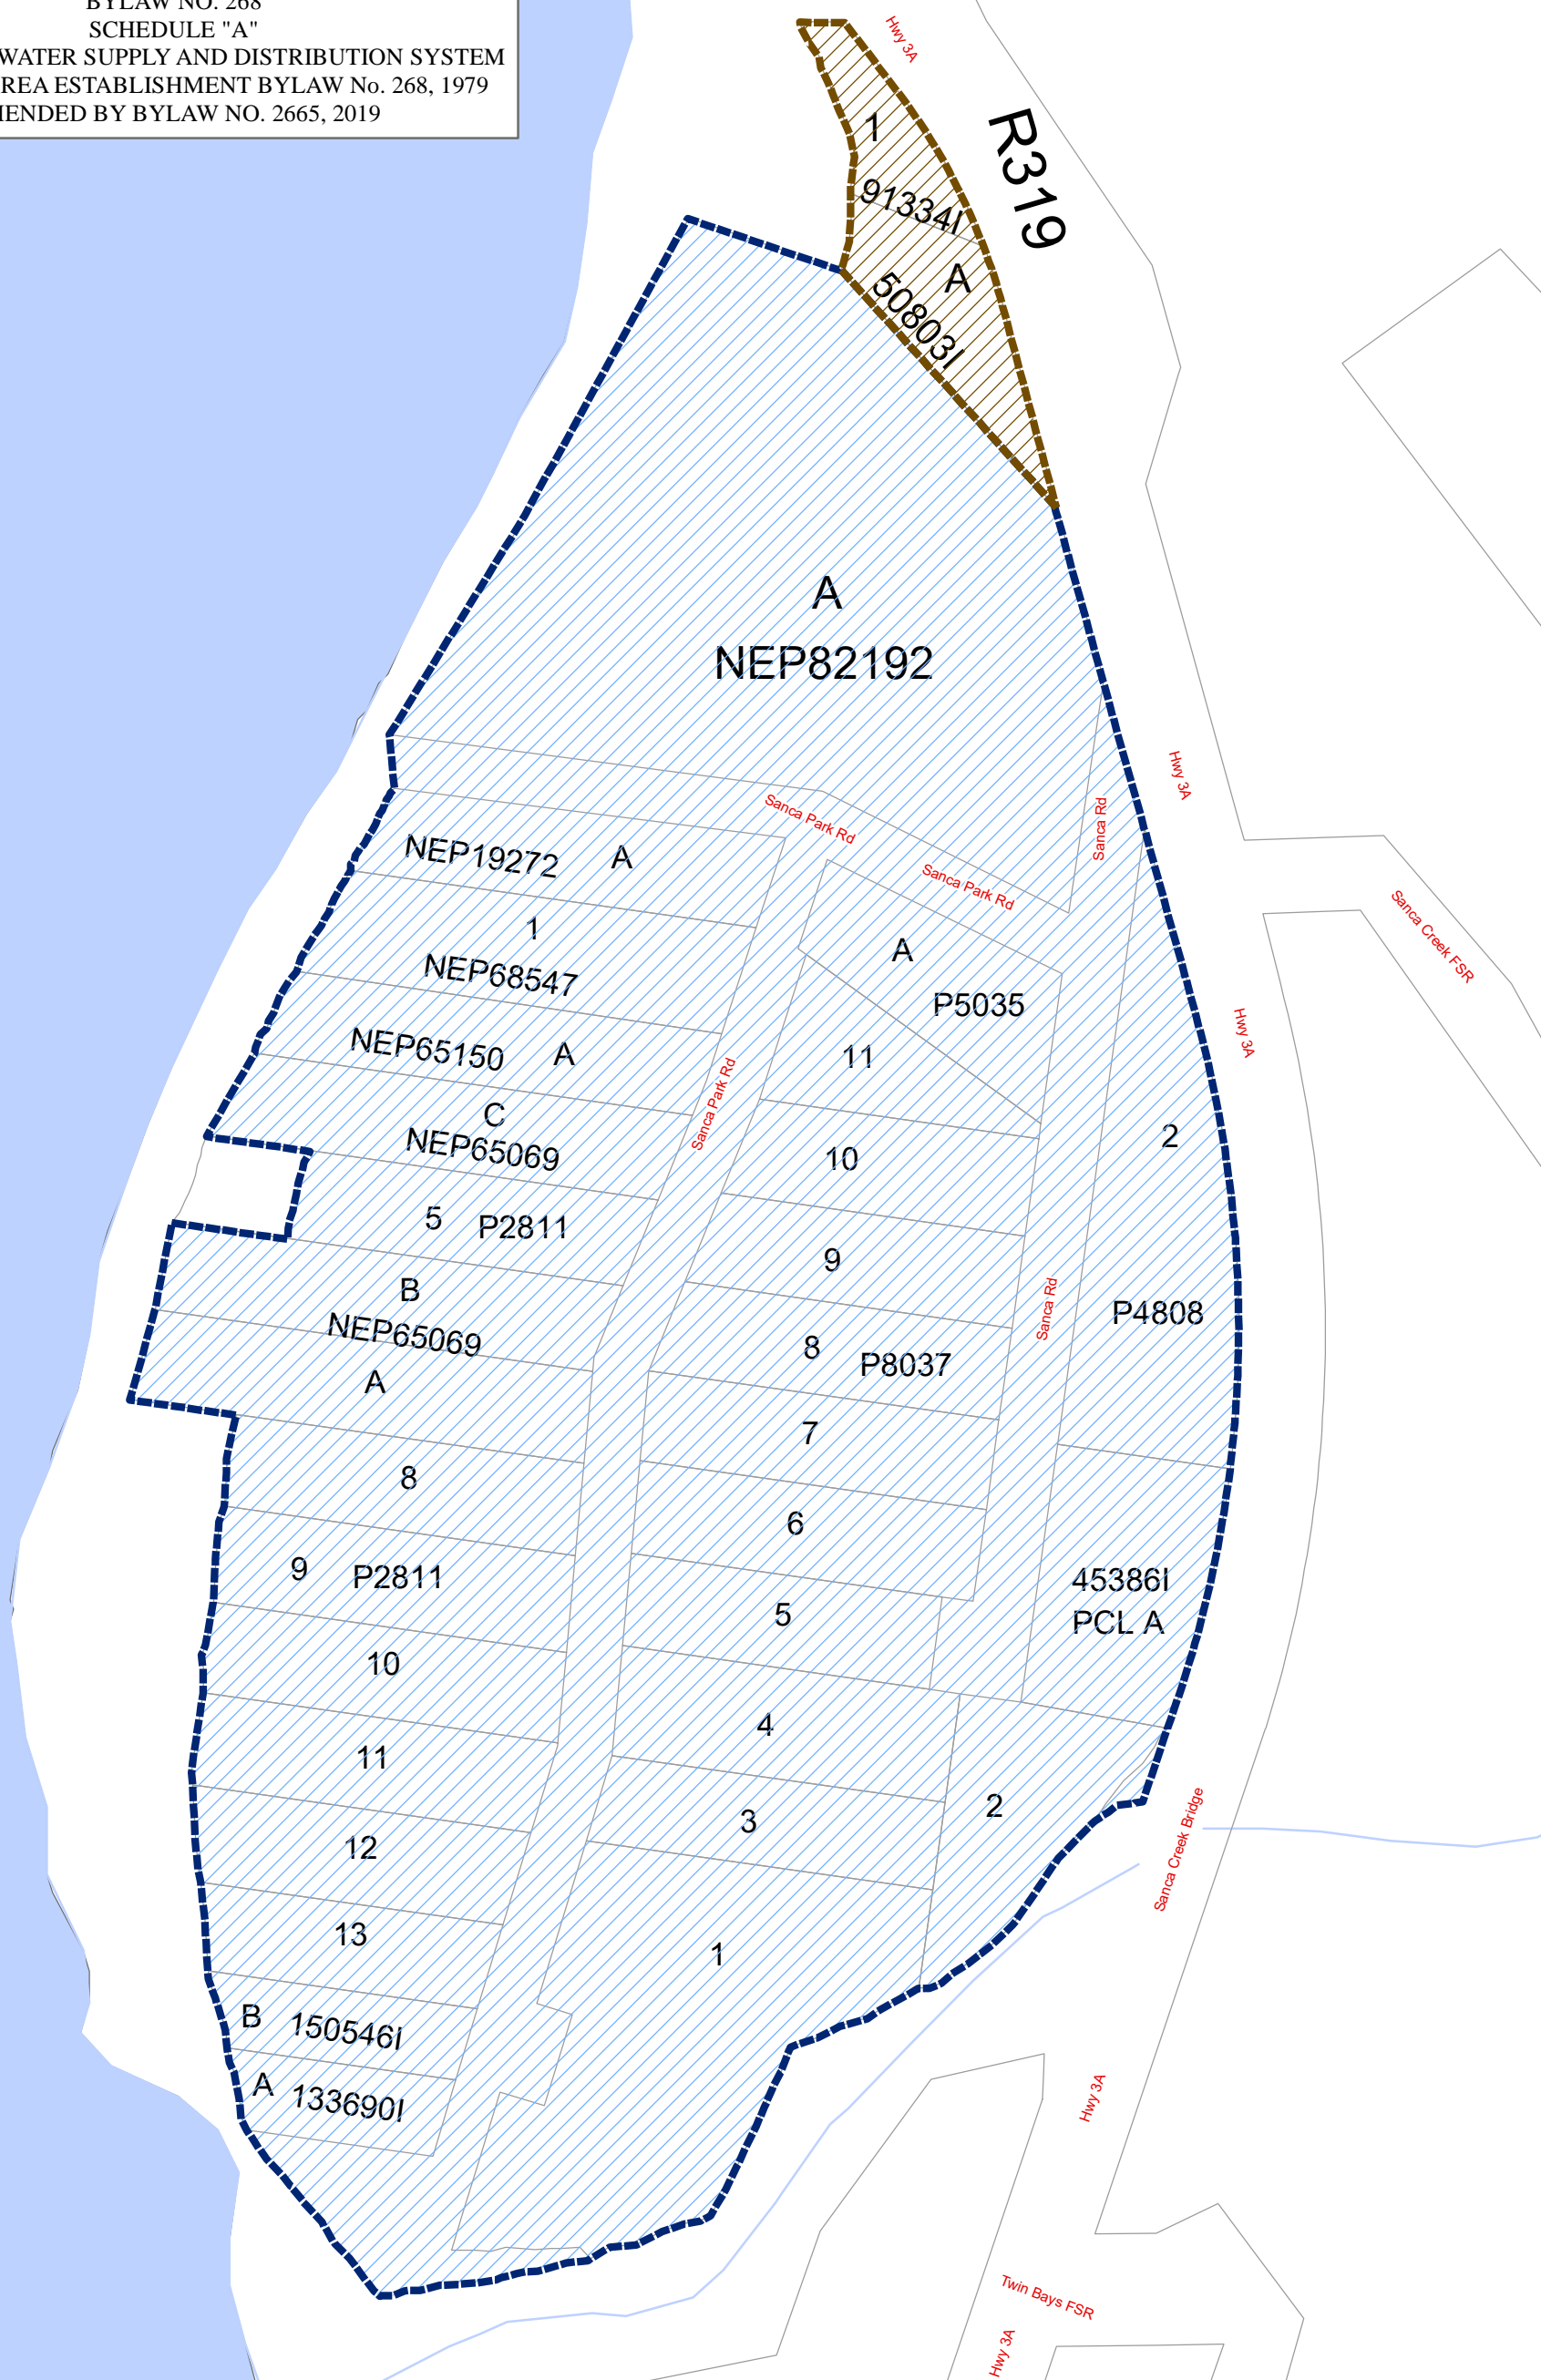 BYLAW NO. 268
SCHEDULE "A"
WATER SUPPLY AND DISTRIBUTION SYSTEM
ESTABLISHMENT BYLAW No. 268, 1979
BY BYLAW NO. 2665, 2019
Hwy 3A
R319
1
91334I
A
50803I
A
NEP82192
Hwy 3A
Sanca Park Rd
Sanca Rd
Sanca Park Rd
NEP19272 A
1
NEP68547
A
P5035
Sanca Creek FSR
Hwy 3A
NEP65150 A
11
Sanca Park Rd
C
NEP65069
10
2
5 P2811
9
B
NEP65069
Sanca Rd
P4808
8 P8037
A
7
8
6
9 P2811
5
45386I
PCL A
10
4
11
3
2
12
Sanca Creek Bridge
13
1
B 150546I
A 133690I
Hwy 3A
Twin Bays FSR
Hwy 3A